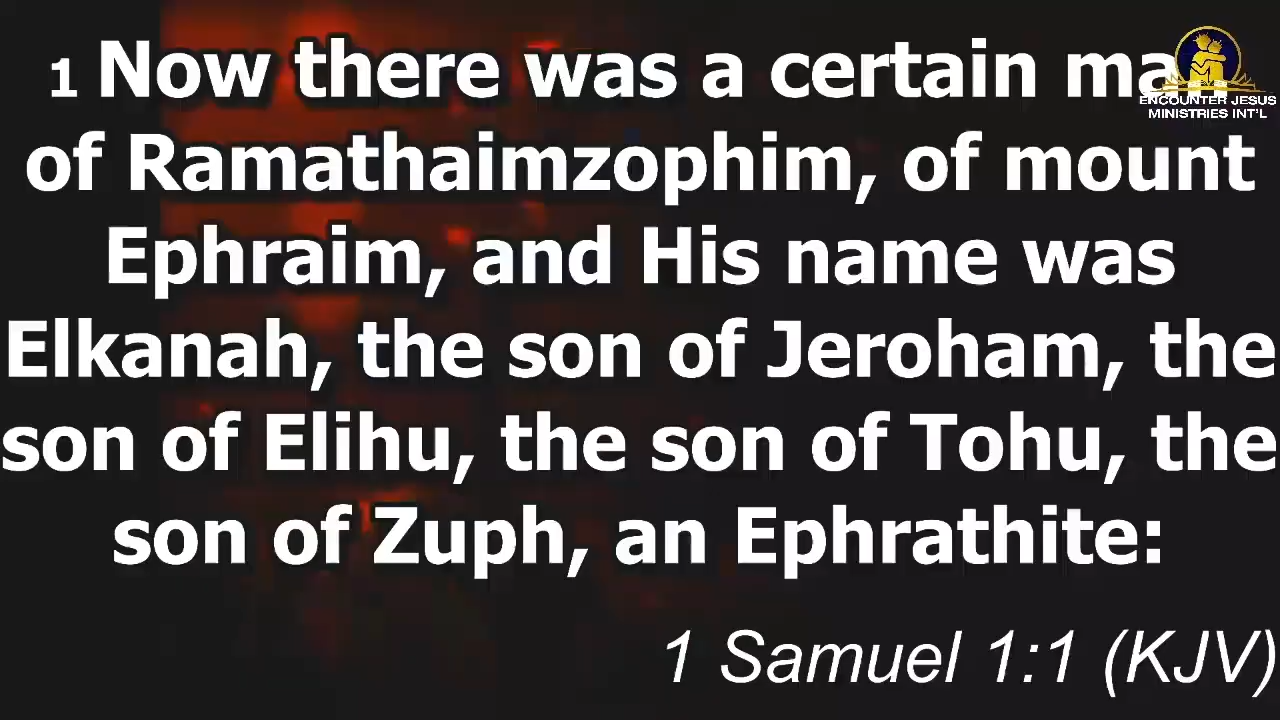 1 Now there was a certain man
of Ramathaimzophim, of mount
Ephraim, and His name was
Elkanah, the son of Jeroham, the
son of Elihu, the son of Tohu, the
son of Zuph, an Ephrathite:
1 Samuel 1:1 (KJV)
ENCOUNTER JESUS
MINISTRIES INT'L